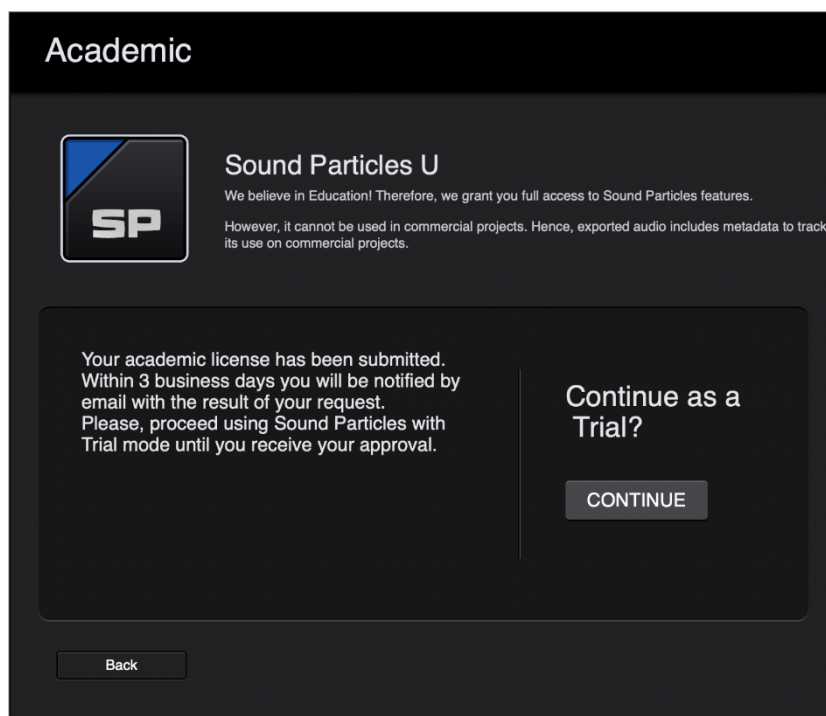 Academic
SP
Sound Particles U
We believe in Education! Therefore, we grant you full access to Sound Particles features.
However, it cannot be used in commercial projects. Hence, exported audio includes metadata to track
its use on commercial projects.
Your academic license has been submitted.
Within 3 business days you will be notified by
email with the result of your request.
Please, proceed using Sound Particles with
Trial mode until you receive your approval.
Continue as a
Trial?
CONTINUE
Back